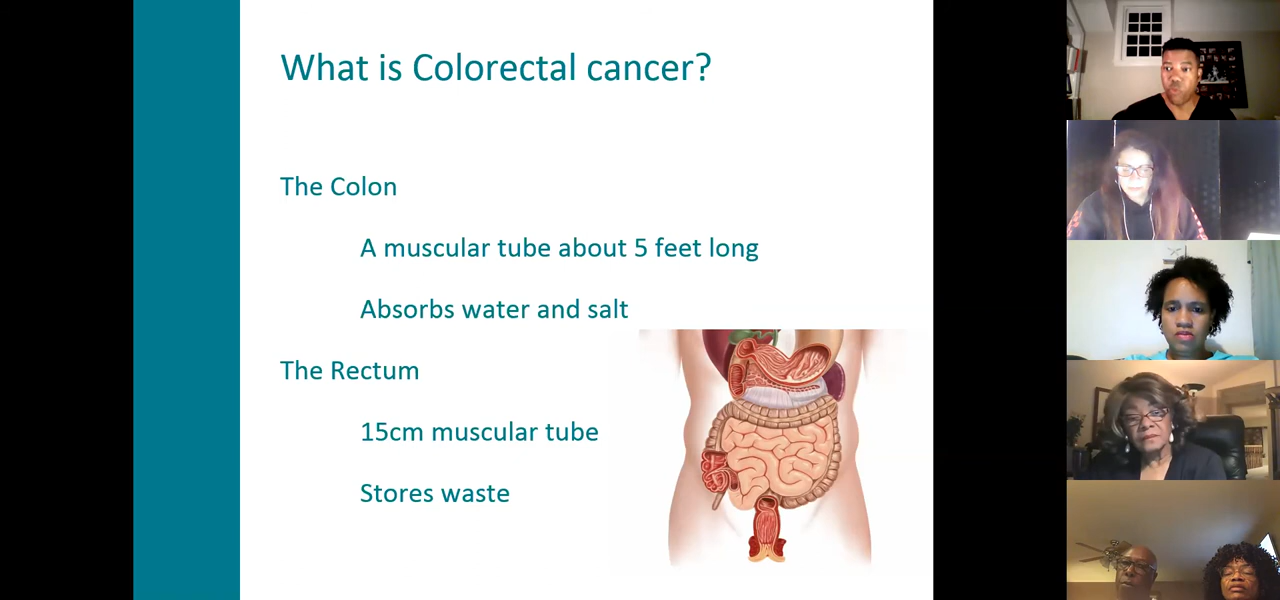 What is Colorectal cancer?
The Colon
A muscular tube about 5 feet long
Absorbs water and salt
The Rectum
15cm muscular tube
Stores waste